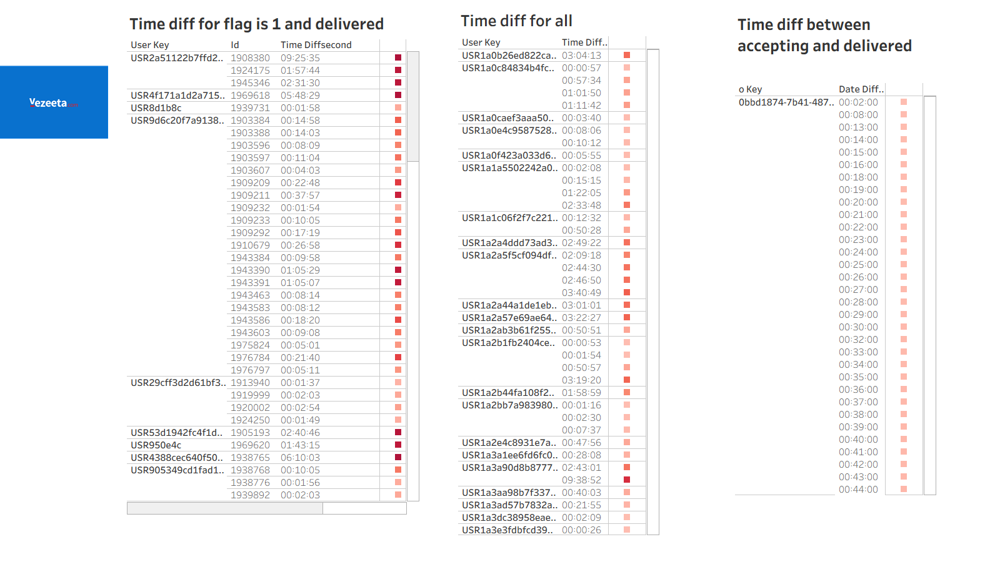 Vezeeta
Time diff for flag is 1 and delivered
User Key Id Time Diffsecond
USR2a51122b7ffd2.. 1908380 09:25:35
1924175 01:57:44
1945346 02:31:30
USR4f171a1d2a715.. 1969618 05:48:29
USR8d1b8c 1939731 00:01:58
USR9d6c20f7a9138.. 1903384 00:14:58
1903388 00:14:03
1903596 00:08:09
1903597 00:11:04
1903607 00:04:03
1909209 00:22:48
1909211 00:37:57
1909232 00:01:54
1909233 00:10:05
1909292 00:17:19
1910679 00:26:58
1943384 00:09:58
1943390 01:05:29
1943391 01:05:07
1943463 00:08:14
1943583 00:08:12
1943586 00:18:20
1943603 00:09:08
1975824 00:05:01
1976784 00:21:40
1976797 00:05:11
USR29cff3d2d61bf3.. 1913940 00:01:37
1919999 00:02:03
1920002 00:02:54
1924250 00:01:49
USR53d1942fc4f1d.. 1905193 02:40:46
USR950e4c 1969620 01:43:15
USR4388cec640f50.. 1938765 06:10:03
USR905349cd1fad1.. 1938768 00:10:05
1938776 00:01:56
1939892 00:02:03
Time diff for all
User Key Time Diff..
USR1a0b26ed822ca.. 03:04:13
USR1a0c84834b4fc.. 00:00:57
00:57:34
01:01:50
01:11:42
USR1a0caef3aaa50.. 00:03:40
USR1a0e4c9587528.. 00:08:06
00:10:12
USR1a0f423a033d6.. 00:05:55
USR1a1a5502242a0.. 00:02:08
00:15:15
01:22:05
02:33:48
USR1a1c06f2f7c221.. 00:12:32
00:50:28
USR1a2a4ddd73ad3.. 02:49:22
USR1a2a5f5cf094df.. 02:09:18
02:44:30
02:46:50
03:40:49
USR1a2a44a1de1eb.. 03:01:01
USR1a2a57e69ae64.. 03:22:27
USR1a2ab3b61f255.. 00:50:51
USR1a2b1fb2404ce.. 00:00:53
00:01:54
00:50:57
03:19:20
USR1a2b44fa108f2.. 01:58:59
USR1a2bb7a983980.. 00:01:16
00:02:30
00:07:37
USR1a2e4c8931e7a.. 00:47:56
USR1a3a1ee6fd6fc0.. 00:28:08
USR1a3a90d8b8777.. 02:43:01
09:38:52
USR1a3aa98b7f337.. 00:40:03
USR1a3ad57b7832a.. 00:21:55
USR1a3dc38958eae.. 00:02:09
USR1a3e3fdbfcd39.. 00:00:26
Time diff between
accepting and delivered
o Key Date Diff..
0bbd1874-7b41-487.. 00:02:00
00:08:00
00:13:00
00:14:00
00:15:00
00:16:00
00:18:00
00:19:00
00:20:00
00:21:00
00:22:00
00:23:00
00:24:00
00:25:00
00:26:00
00:27:00
00:28:00
00:29:00
00:30:00
00:32:00
00:33:00
00:34:00
00:35:00
00:36:00
00:37:00
00:38:00
00:39:00
00:40:00
00:41:00
00:42:00
00:43:00
00:44:00